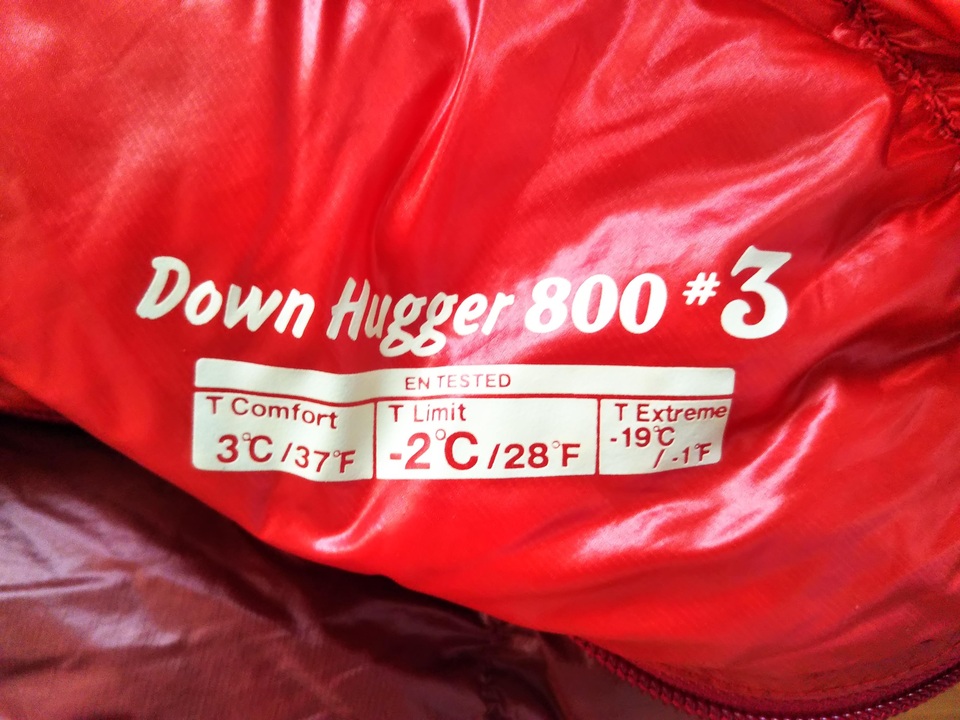 Down Hugger 800 #3
EN TESTED
T Comfort
3°C/37°F
T Limit
-2°C/28°F
T Extreme
-19°C
/-1°F